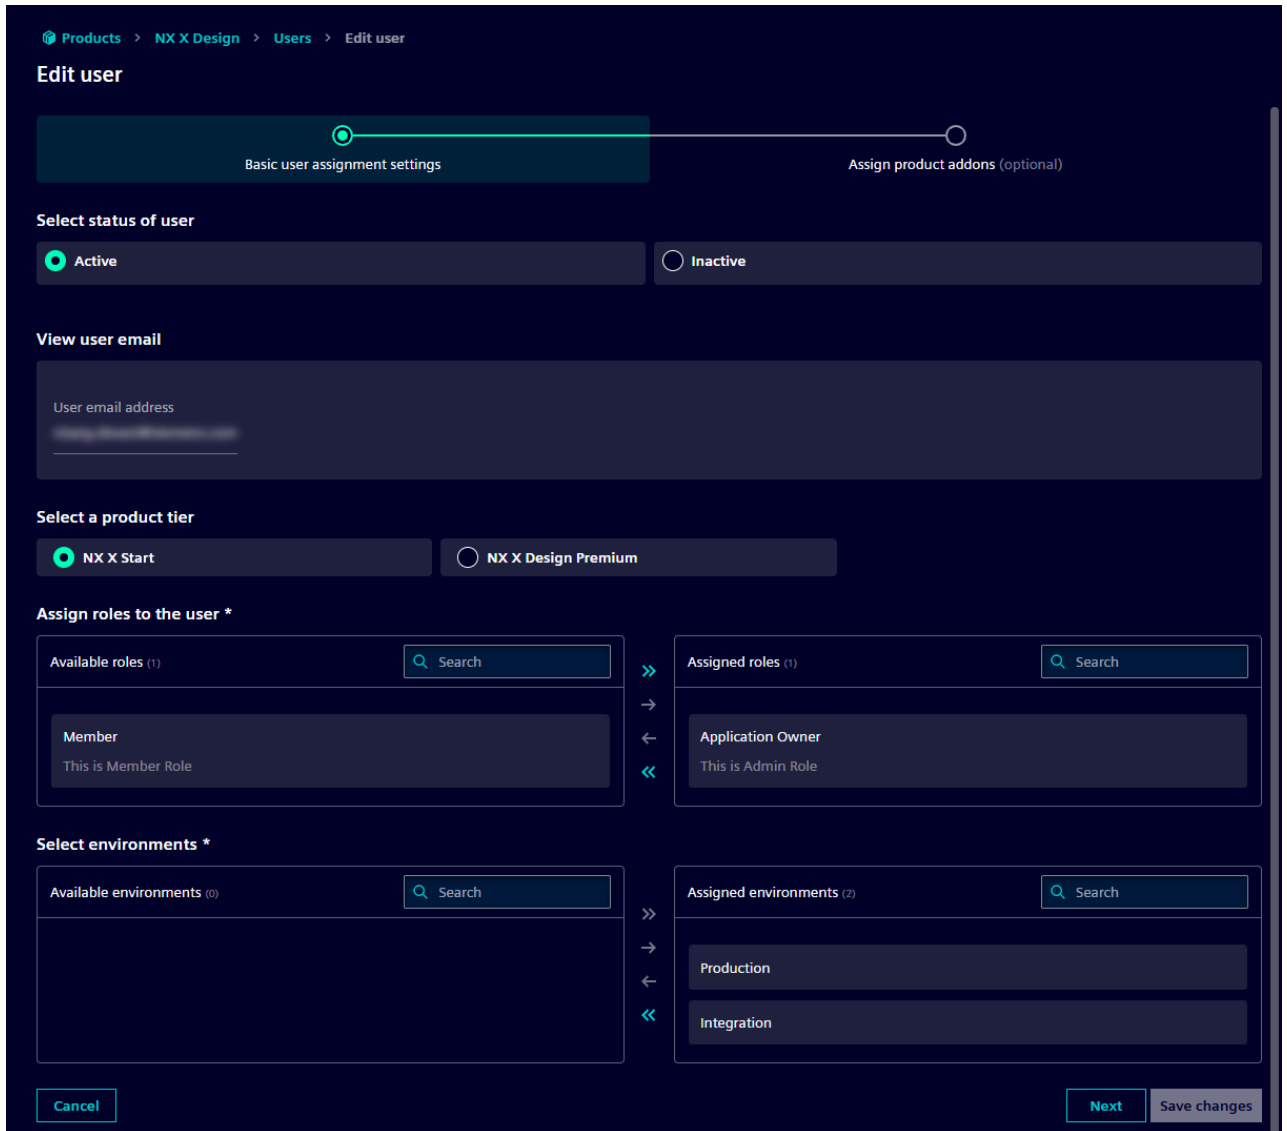 Products > NX X Design > Users > Edit user
Edit user
Basic user assignment settings
Assign product addons (optional)
Select status of user
Active
Inactive
View user email
User email address
Select a product tier
NX X Start
NX X Design Premium
Assign roles to the user *
Available roles (1)
Search
Assigned roles (1)
Search
Member
This is Member Role
Application Owner
This is Admin Role
Select environments *
Available environments (0)
Search
Assigned environments (2)
Search
Production
Integration
Cancel
Next
Save changes